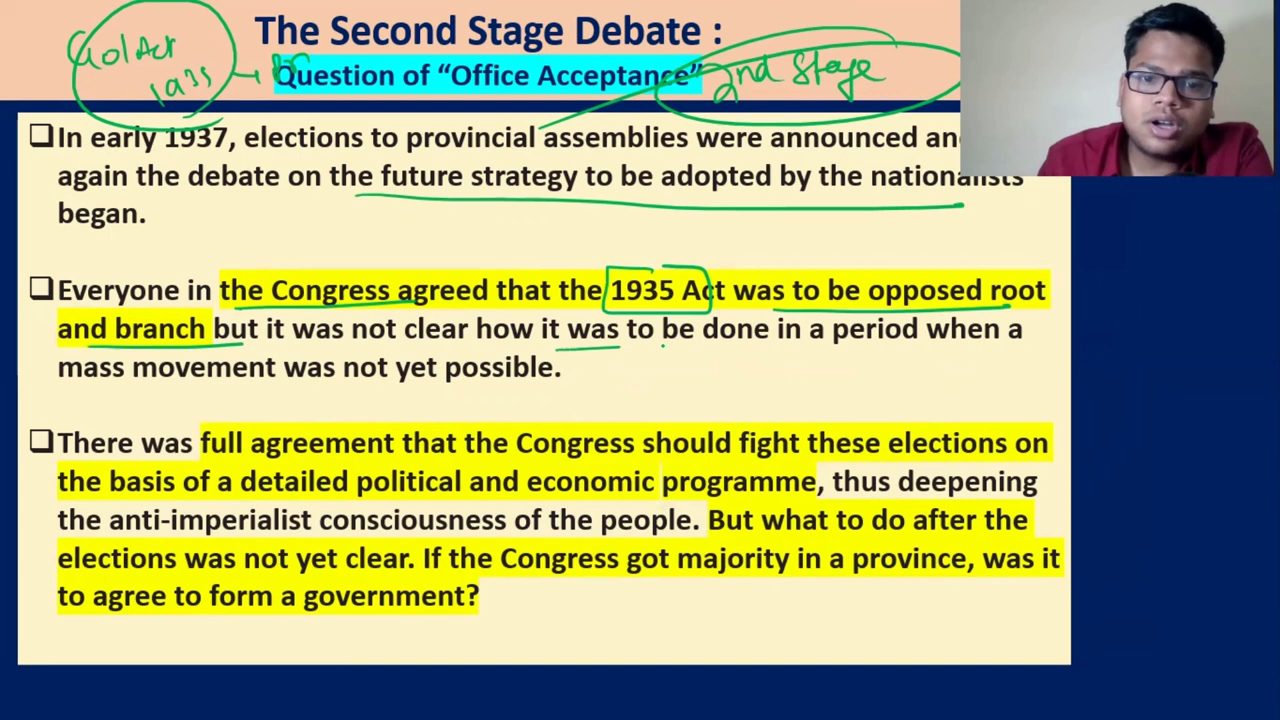 The Second Stage Debate :
GoI Act
1935
Question of “Office Acceptance”
2nd Stage
❑In early 1937, elections to provincial assemblies were announced and
again the debate on the future strategy to be adopted by the nationalists
began.
❑Everyone in the Congress agreed that the 1935 Act was to be opposed root
and branch but it was not clear how it was to be done in a period when a
mass movement was not yet possible.
❑There was full agreement that the Congress should fight these elections on
the basis of a detailed political and economic programme, thus deepening
the anti-imperialist consciousness of the people. But what to do after the
elections was not yet clear. If the Congress got majority in a province, was it
to agree to form a government?